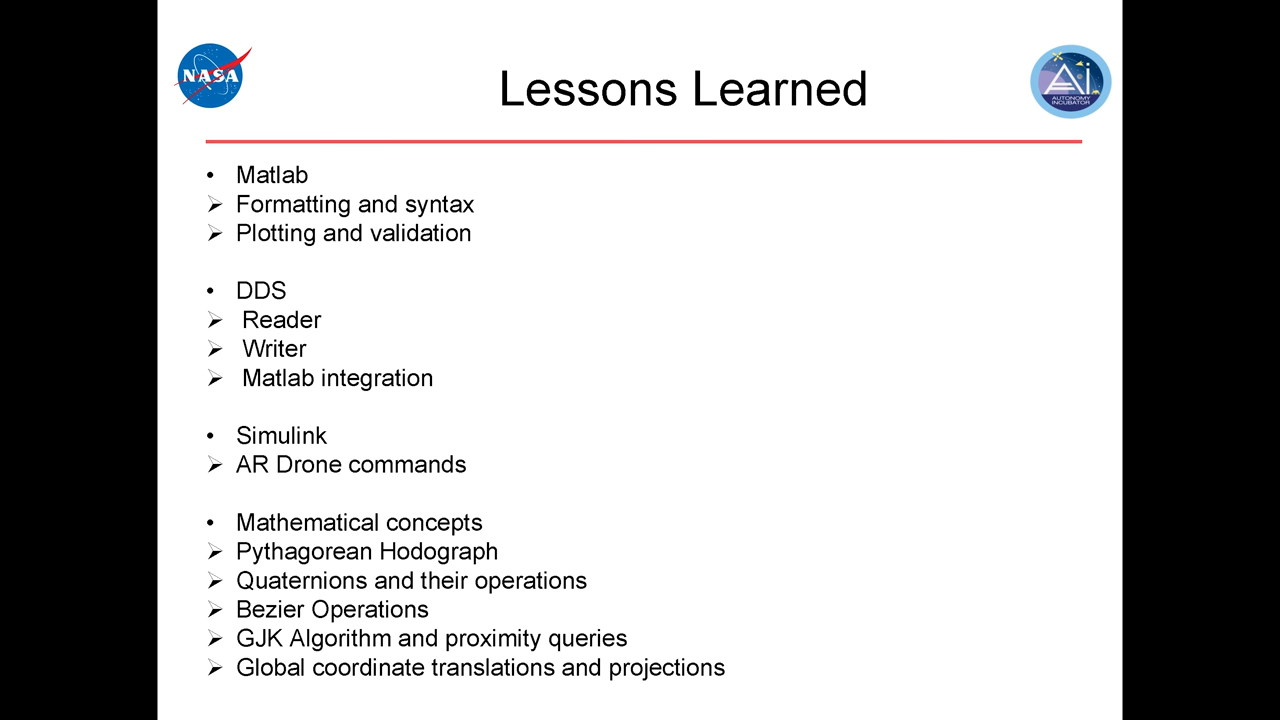 NASA
Lessons Learned
Ai
AUTONOMY
INCUBATOR
• Matlab
➢ Formatting and syntax
➢ Plotting and validation
• DDS
➢ Reader
➢ Writer
➢ Matlab integration
• Simulink
➢ AR Drone commands
• Mathematical concepts
➢ Pythagorean Hodograph
➢ Quaternions and their operations
➢ Bezier Operations
➢ GJK Algorithm and proximity queries
➢ Global coordinate translations and projections